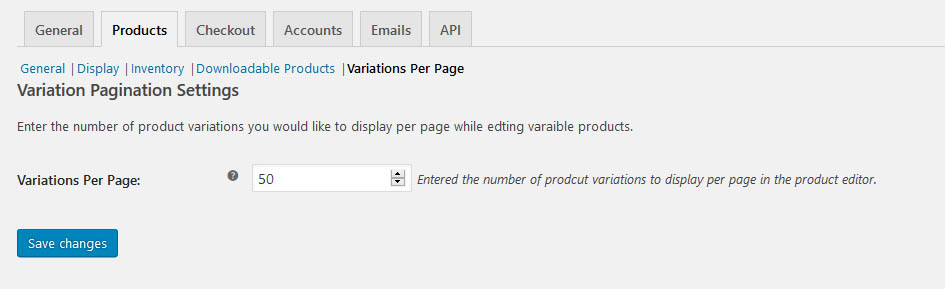 General Products Checkout Accounts Emails API
General | Display | Inventory | Downloadable Products | Variations Per Page
Variation Pagination Settings
Enter the number of product variations you would like to display per page while edting varaible products.
Variations Per Page: ? 50 Entered the number of prodcut variations to display per page in the product editor.
Save changes